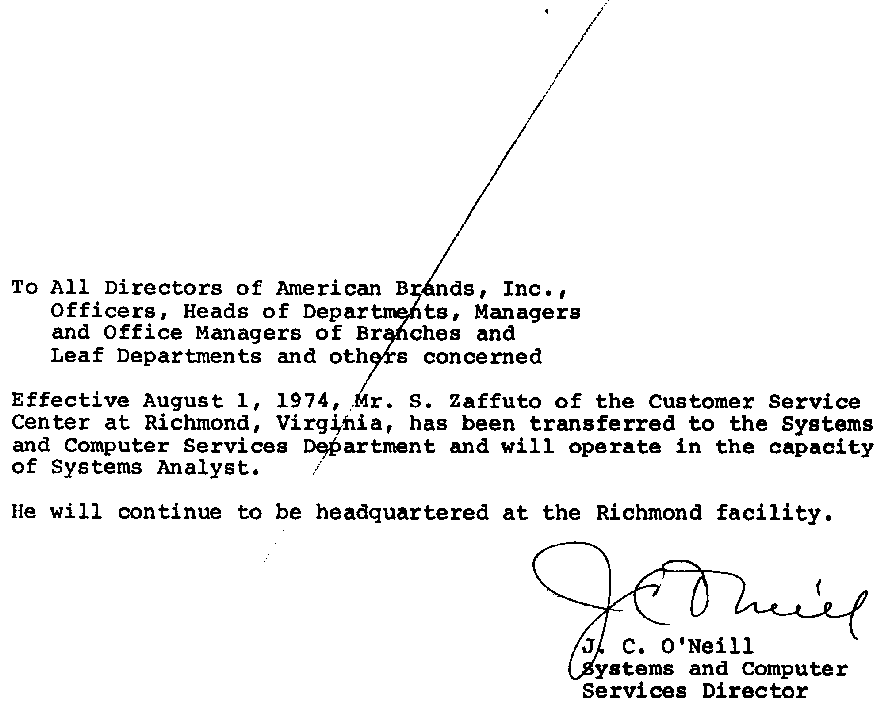 To All Directors of American Brands, Inc.,
Officers, Heads of Departments, Managers
and Office Managers of Branches and
Leaf Departments and others concerned
Effective August 1, 1974, Mr. S. Zaffuto of the Customer Service
Center at Richmond, Virginia, has been transferred to the Systems
and Computer Services Department and will operate in the capacity
of Systems Analyst.
He will continue to be headquartered at the Richmond facility.
J C O'Neill
J. C. O'Neill
Systems and Computer
Services Director